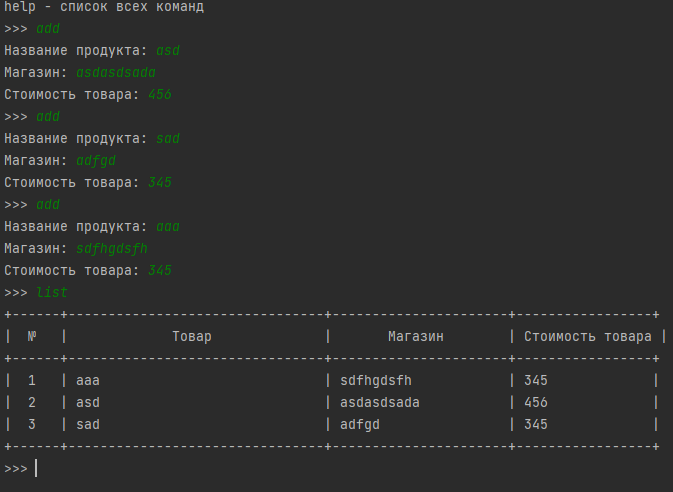 help - список всех команд
>>> add
Название продукта: asd
Магазин: asdasdsada
Стоимость товара: 456
>>> add
Название продукта: sad
Магазин: adfgd
Стоимость товара: 345
>>> add
Название продукта: aaa
Магазин: sdfhgdsfh
Стоимость товара: 345
>>> list
+------+--------------------------------+----------------------+-----------------+
|  №   |             Товар              |       Магазин        | Стоимость товара |
+------+--------------------------------+----------------------+-----------------+
|  1   | aaa                            | sdfhgdsfh            | 345             |
|  2   | asd                            | asdasdsada           | 456             |
|  3   | sad                            | adfgd                | 345             |
+------+--------------------------------+----------------------+-----------------+
>>>